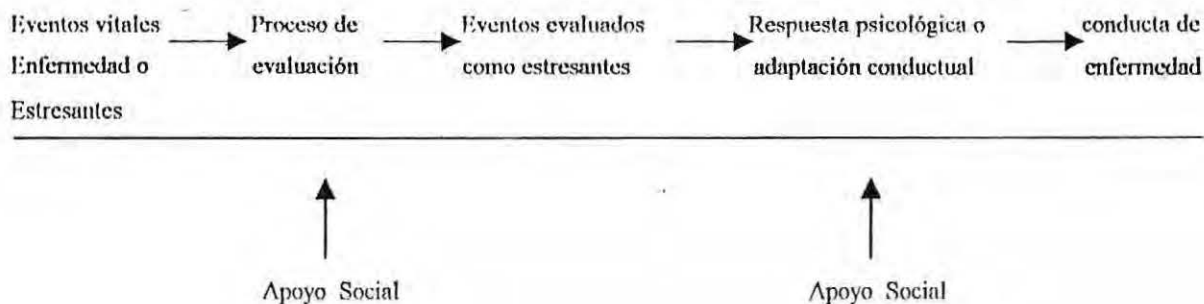 Eventos vitales
Enfermedad o
Estresantes
Proceso de
evaluación
Eventos evaluados
como estresantes
Respuesta psicológica o
adaptación conductual
conducta de
enfermedad
Apoyo Social
Apoyo Social